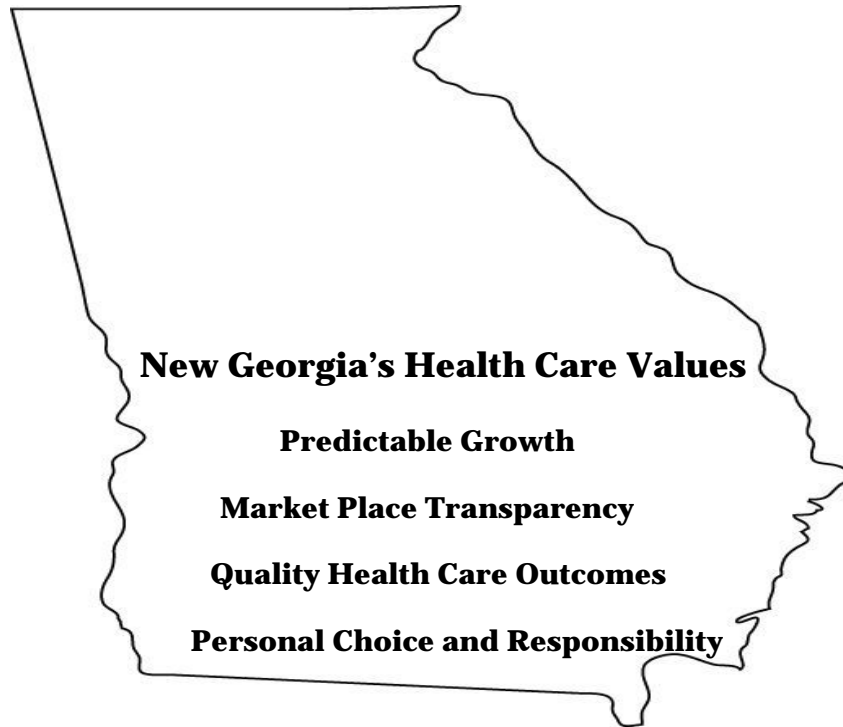 New Georgia’s Health Care Values
Predictable Growth
Market Place Transparency
Quality Health Care Outcomes
Personal Choice and Responsibility